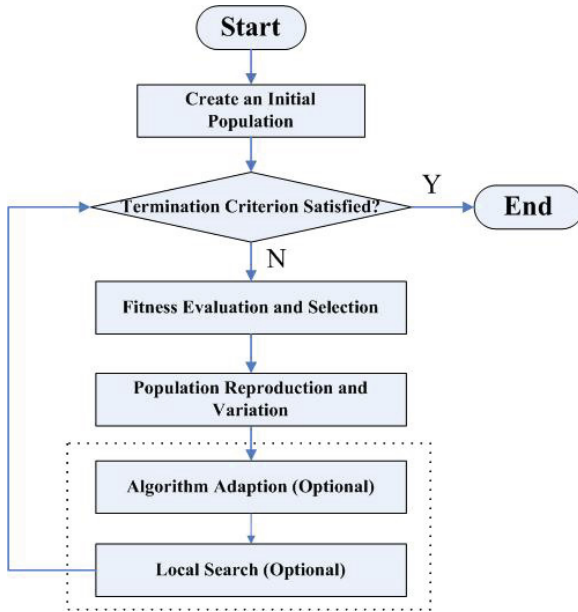 Start
Create an Initial
Population
Termination Criterion Satisfied?
Y
End
N
Fitness Evaluation and Selection
Population Reproduction and
Variation
Algorithm Adaption (Optional)
Local Search (Optional)